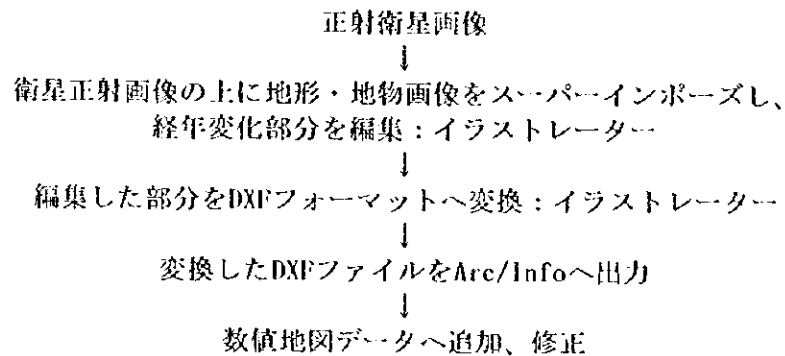 正射衛星画像
↓
衛星正射画像の上に地形・地物画像をスーパーインポーズし、
経年変化部分を編集：イラストレーター
↓
編集した部分をDXFフォーマットへ変換：イラストレーター
↓
変換したDXFファイルをArc/Infoへ出力
↓
数値地図データへ追加、修正